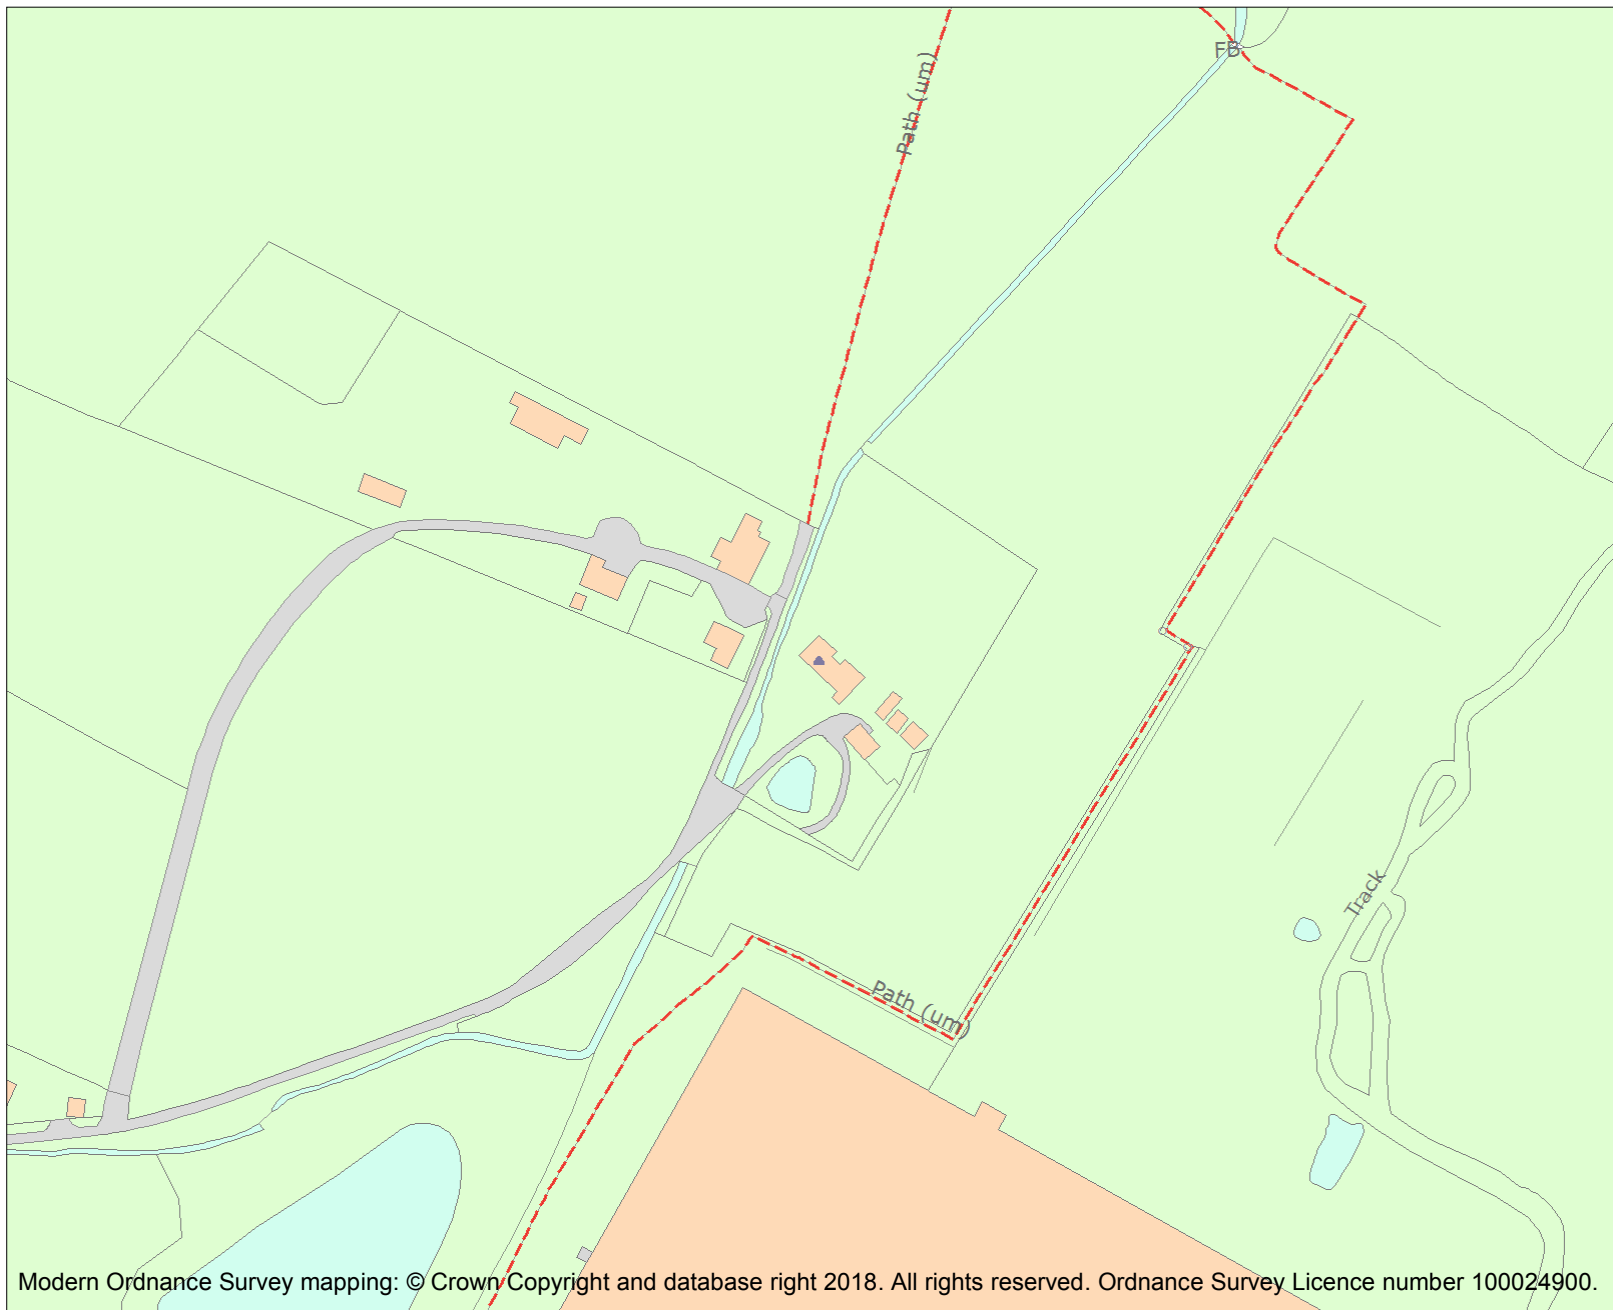 FB
Path (um)
Track
Path (um)
Modern Ordnance Survey mapping: © Crown Copyright and database right 2018. All rights reserved. Ordnance Survey Licence number 100024900.